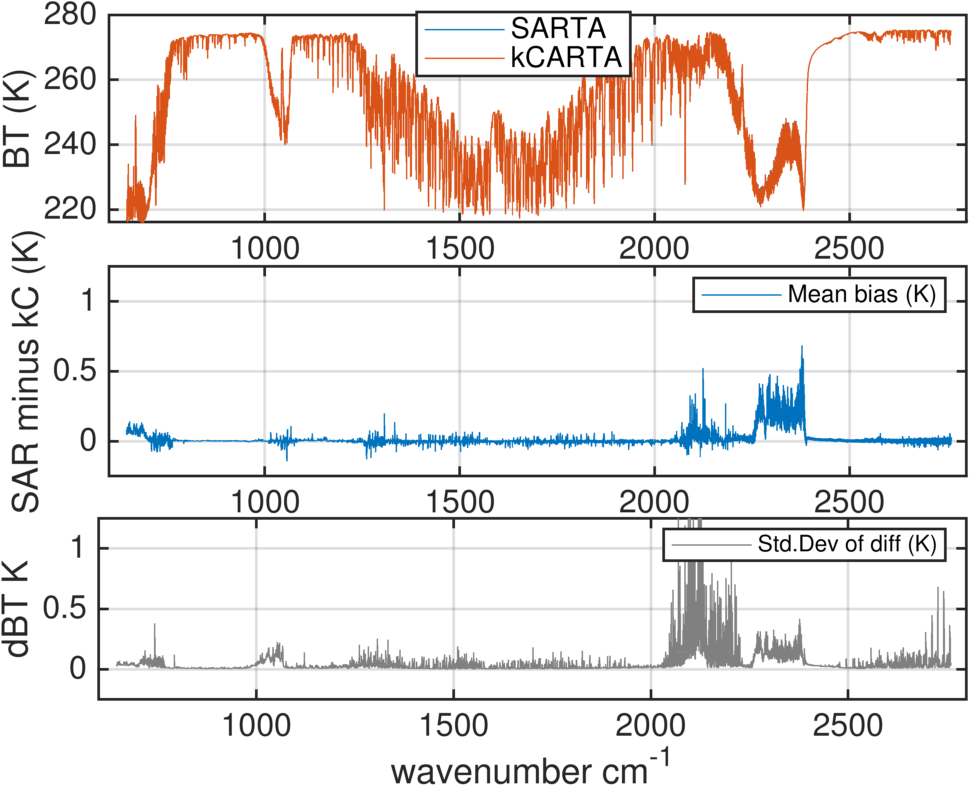 280
260
240
220
BT (K)
SARTA
kCARTA
1000
1500
2000
2500
SAR minus kC (K)
1
0.5
0
Mean bias (K)
1000
1500
2000
2500
dBT K
1
0.5
0
Std.Dev of diff (K)
1000
1500
2000
2500
wavenumber cm-1